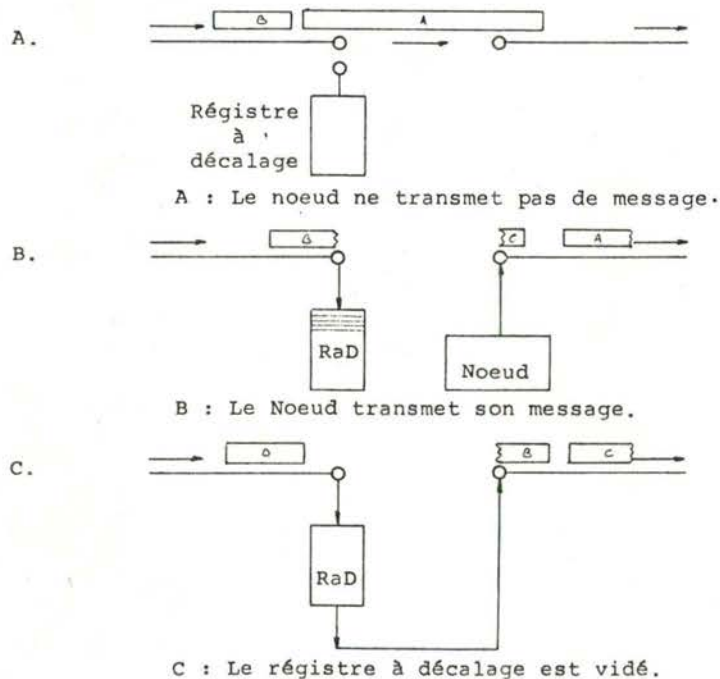 B A
A.
Régistre
à
décalage
A : Le noeud ne transmet pas de message.
B C A
B.
RaD
Noeud
B : Le Noeud transmet son message.
D B C
C.
RaD
C : Le régistre à décalage est vidé.